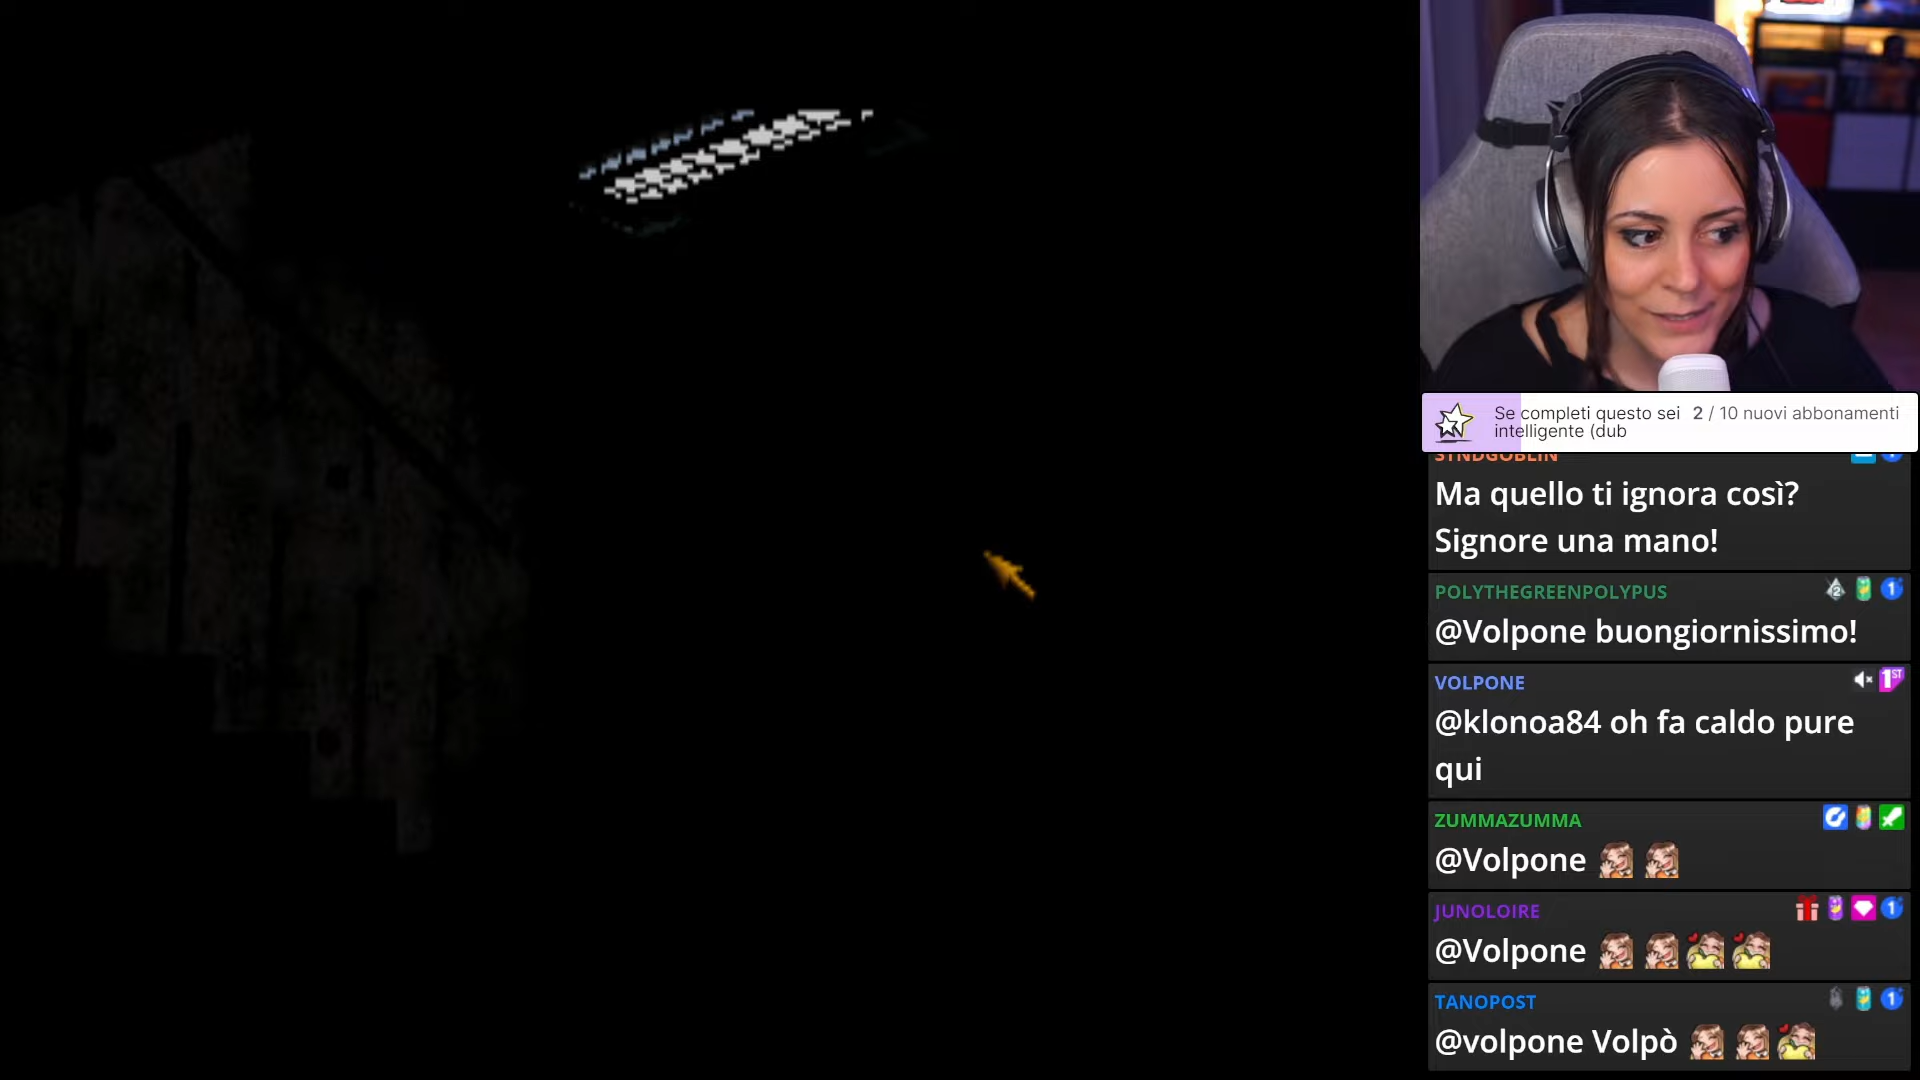 Se completi questo sei 2 / 10 nuovi abbonamenti
intelligente (dub
STNDGOBLIN
Ma quello ti ignora così?
Signore una mano!
POLYTHEGREENPOLYPUS
@Volpone buongiornissimo!
VOLPONE
@klonoa84 oh fa caldo pure
qui
ZUMMAZUMMA
@Volpone
JUNOLOIRE
@Volpone
TANOPOST
@volpone Volpò